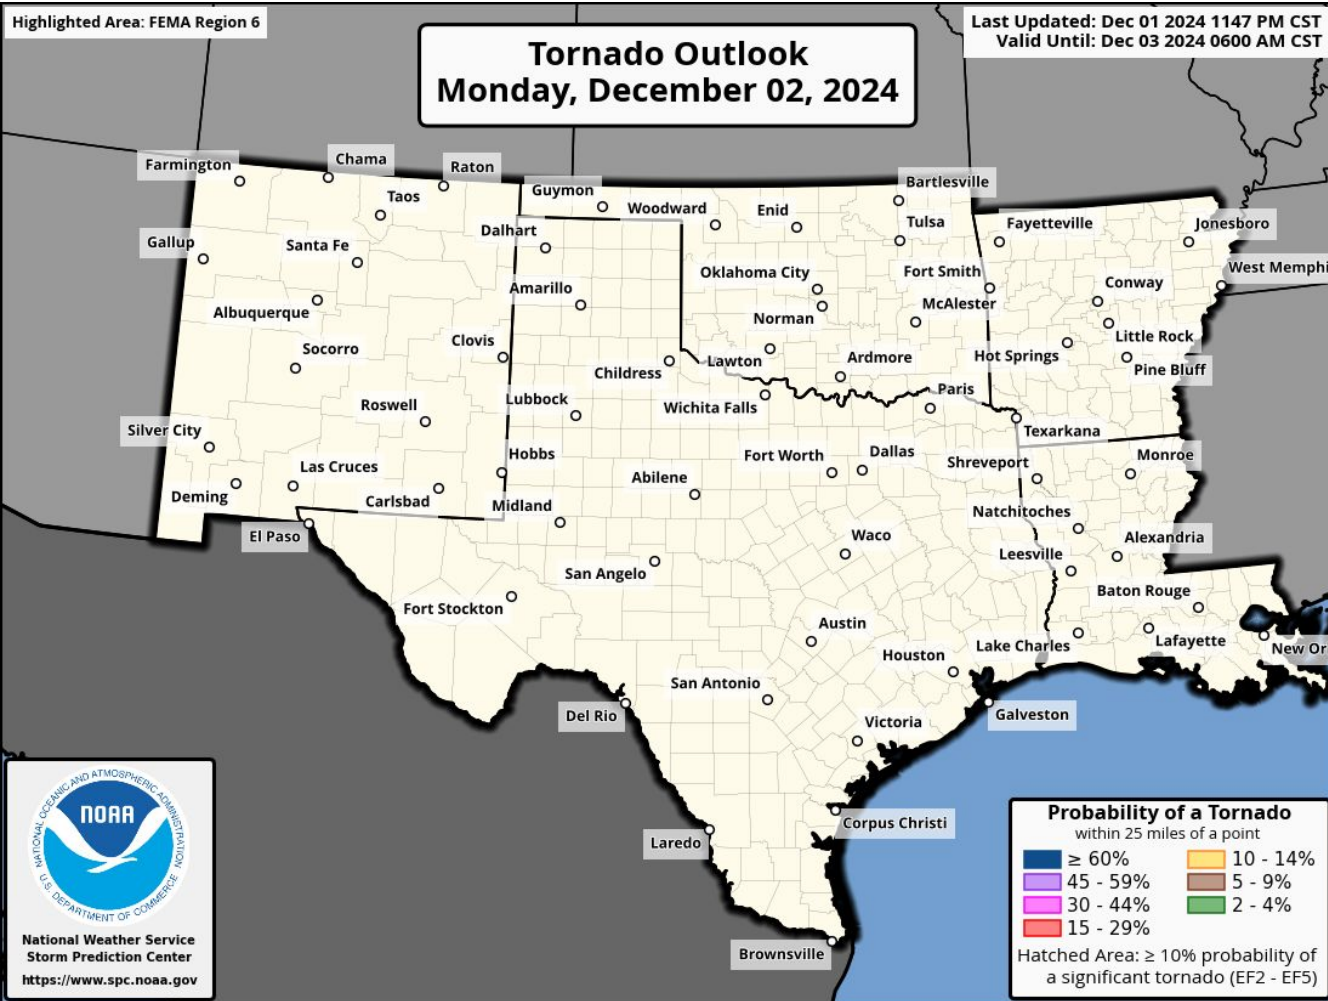 Highlighted Area: FEMA Region 6
Last Updated: Dec 01 2024 1147 PM CST
Valid Until: Dec 03 2024 0600 AM CST
Tornado Outlook
Monday, December 02, 2024
Farmington
Chama
Raton
Taos
Guymon
Woodward
Enid
Bartlesville
Tulsa
Fayetteville
Jonesboro
Gallup
Santa Fe
Dalhart
Oklahoma City
Fort Smith
West Memphi
Amarillo
Conway
McAlester
Albuquerque
Norman
Socorro
Clovis
Little Rock
Lawton
Ardmore
Hot Springs
Pine Bluff
Childress
Paris
Roswell
Lubbock
Wichita Falls
Silver City
Texarkana
Hobbs
Fort Worth
Dallas
Shreveport
Monroe
Las Cruces
Abilene
Deming
Carlsbad
Midland
Natchitoches
El Paso
Waco
Alexandria
Leesville
San Angelo
Baton Rouge
Fort Stockton
Austin
Lake Charles
Lafayette
New Or
Houston
San Antonio
Del Rio
Galveston
Victoria
Corpus Christi
Laredo
Brownsville
NATIONAL OCEANIC AND ATMOSPHERIC ADMINISTRATION
NOAA
U.S. DEPARTMENT OF COMMERCE
National Weather Service
Storm Prediction Center
https://www.spc.noaa.gov
Probability of a Tornado
within 25 miles of a point
≥ 60%
10 - 14%
45 - 59%
5 - 9%
30 - 44%
2 - 4%
15 - 29%
Hatched Area: ≥ 10% probability of
a significant tornado (EF2 - EF5)